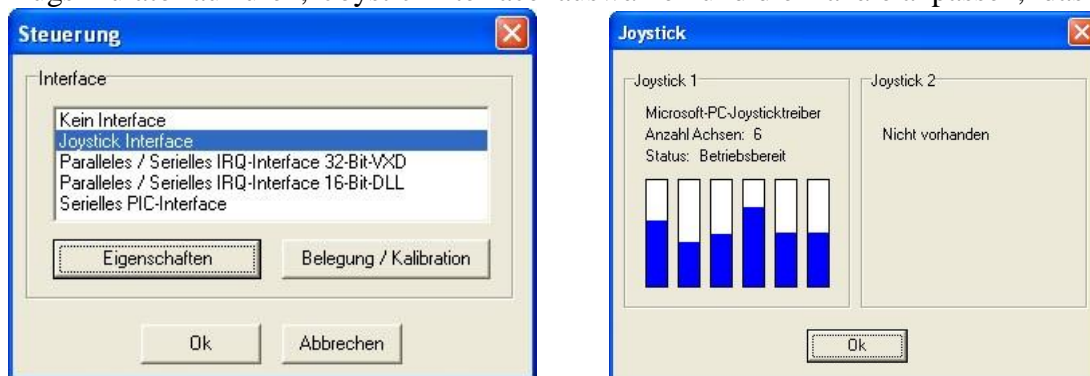 Steuerung
Interface
Kein Interface
Joystick Interface
Paralleles / Serielles IRQ-Interface 32-Bit-VXD
Paralleles / Serielles IRQ-Interface 16-Bit-DLL
Serielles PIC-Interface
Eigenschaften
Belegung / Kalibration
Ok
Abbrechen
Joystick
Joystick 1
Microsoft-PC-Joysticktreiber
Anzahl Achsen: 6
Status: Betriebsbereit
Joystick 2
Nicht vorhanden
Ok